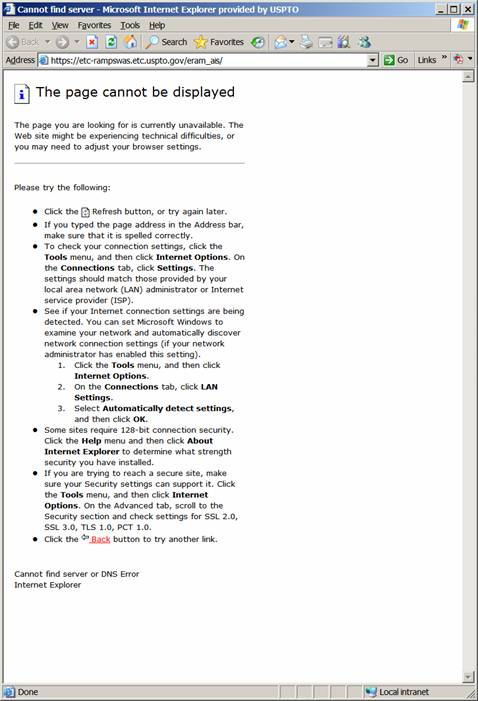 Cannot find server - Microsoft Internet Explorer provided by USPTO
File Edit View Favorites Tools Help
Back Search Favorites
Address https://etc-rampswas.etc.uspto.gov/eram_ais/ Go Links »
The page cannot be displayed
The page you are looking for is currently unavailable. The
Web site might be experiencing technical difficulties, or
you may need to adjust your browser settings.
Please try the following:
• Click the Refresh button, or try again later.
• If you typed the page address in the Address bar,
make sure that it is spelled correctly.
• To check your connection settings, click the
Tools menu, and then click Internet Options. On
the Connections tab, click Settings. The
settings should match those provided by your
local area network (LAN) administrator or Internet
service provider (ISP).
• See if your Internet connection settings are being
detected. You can set Microsoft Windows to
examine your network and automatically discover
network connection settings (if your network
administrator has enabled this setting).
1. Click the Tools menu, and then click
Internet Options.
2. On the Connections tab, click LAN
Settings.
3. Select Automatically detect settings,
and then click OK.
• Some sites require 128-bit connection security.
Click the Help menu and then click About
Internet Explorer to determine what strength
security you have installed.
• If you are trying to reach a secure site, make
sure your Security settings can support it. Click
the Tools menu, and then click Internet
Options. On the Advanced tab, scroll to the
Security section and check settings for SSL 2.0,
SSL 3.0, TLS 1.0, PCT 1.0.
• Click the Back button to try another link.
Cannot find server or DNS Error
Internet Explorer
Done Local intranet